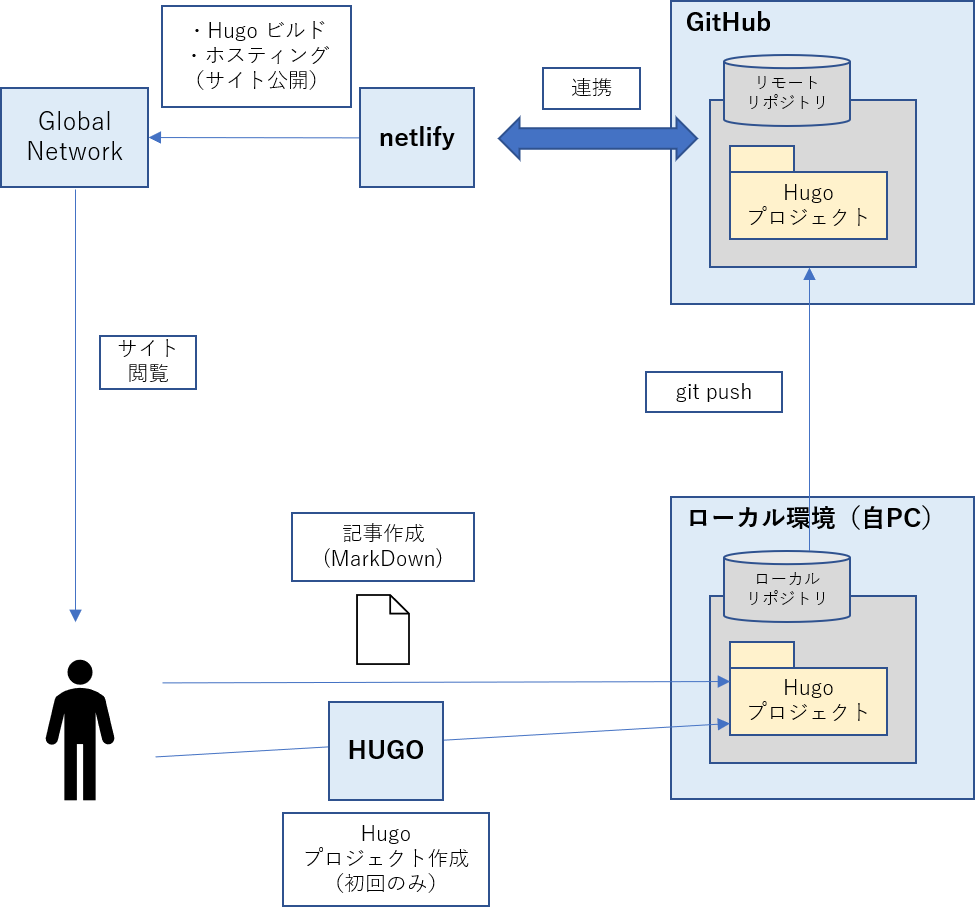 ・Hugo ビルド
・ホスティング
（サイト公開）
GitHub
リモート
リポジトリ
連携
Global
Network
netlify
Hugo
プロジェクト
サイト
閲覧
git push
ローカル環境（自PC）
記事作成
（MarkDown）
ローカル
リポジトリ
Hugo
プロジェクト
HUGO
Hugo
プロジェクト作成
（初回のみ）